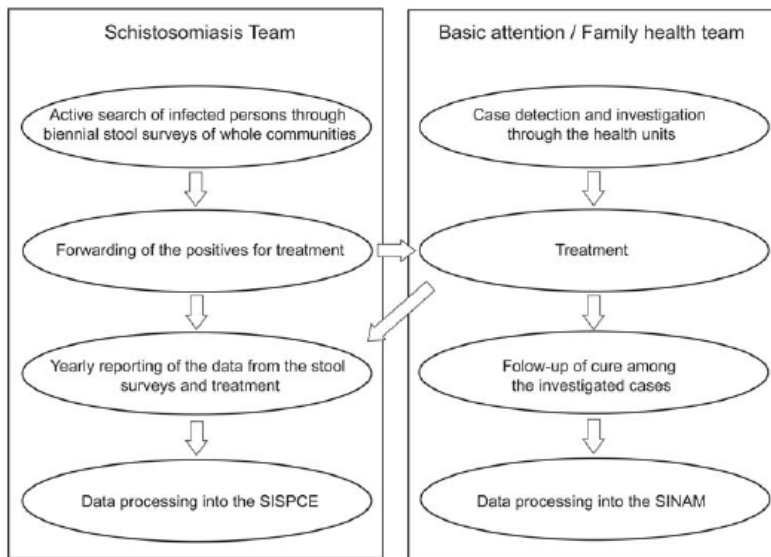 Schistosomiasis Team
Active search of infected persons through
biennial stool surveys of whole communities
Forwarding of the positives for treatment
Yearly reporting of the data from the stool
surveys and treatment
Data processing into the SISPCE
Basic attention / Family health team
Case detection and investigation
through the health units
Treatment
Folow-up of cure among
the investigated cases
Data processing into the SINAM